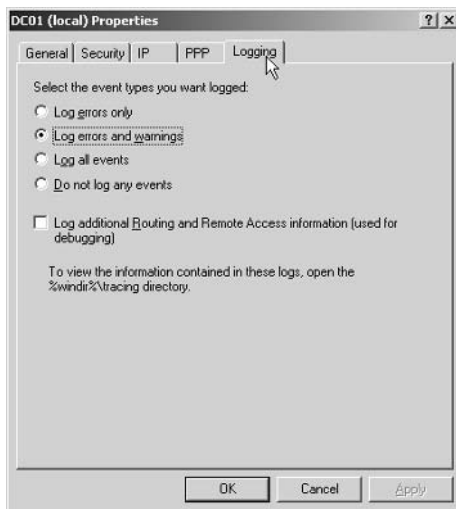 DC01 (local) Properties
General Security IP PPP Logging
Select the event types you want logged:
Log errors only
Log errors and warnings
Log all events
Do not log any events
Log additional Routing and Remote Access information (used for
debugging)
To view the information contained in these logs, open the
%windir%\tracing directory.
OK Cancel Apply